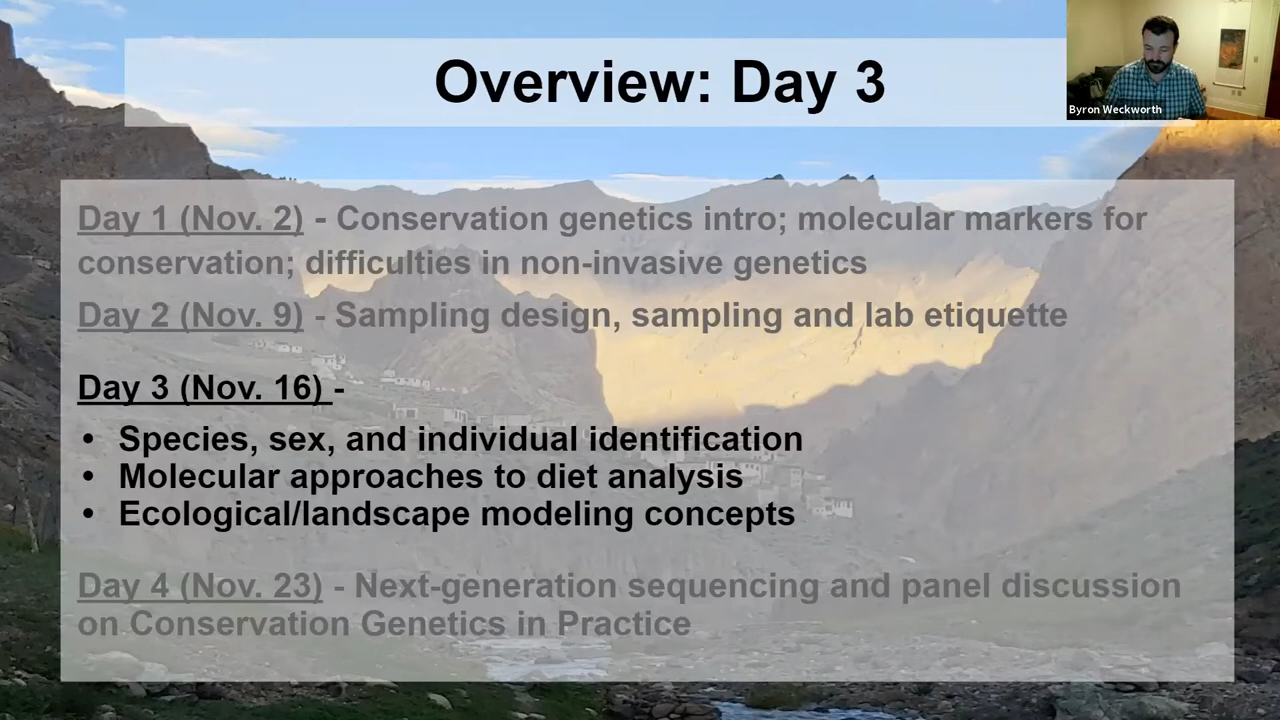 Overview: Day 3
Byron Weckworth
Day 1 (Nov. 2) - Conservation genetics intro; molecular markers for
conservation; difficulties in non-invasive genetics
Day 2 (Nov. 9) - Sampling design, sampling and lab etiquette
Day 3 (Nov. 16) -
• Species, sex, and individual identification
• Molecular approaches to diet analysis
• Ecological/landscape modeling concepts
Day 4 (Nov. 23) - Next-generation sequencing and panel discussion
on Conservation Genetics in Practice